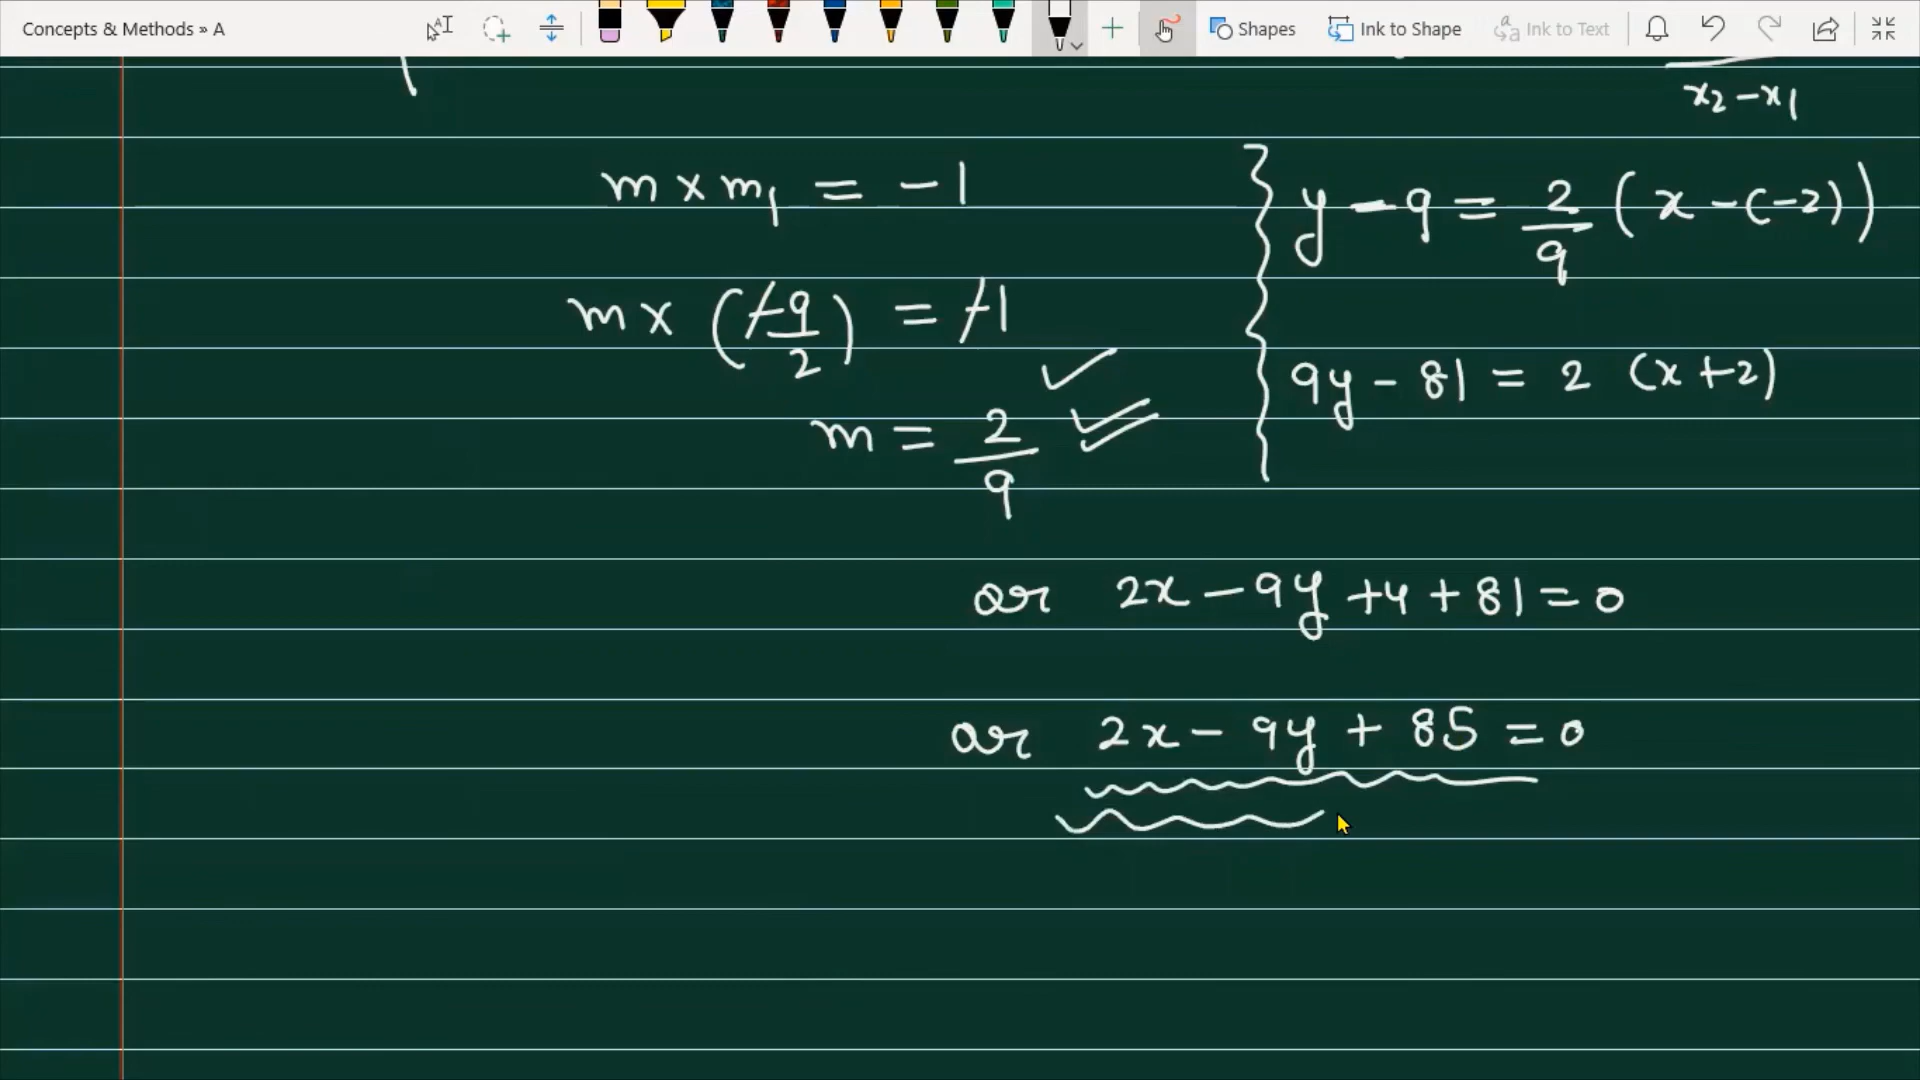 Concepts & Methods » A
Shapes
Ink to Shape
Ink to Text
x₂ - x₁
m × m₁ = -1
m × (-9/2) = -1
m = 2/9
y - 9 = 2/9 (x - (-2))
9y - 81 = 2 (x + 2)
or 2x - 9y + 4 + 81 = 0
or 2x - 9y + 85 = 0